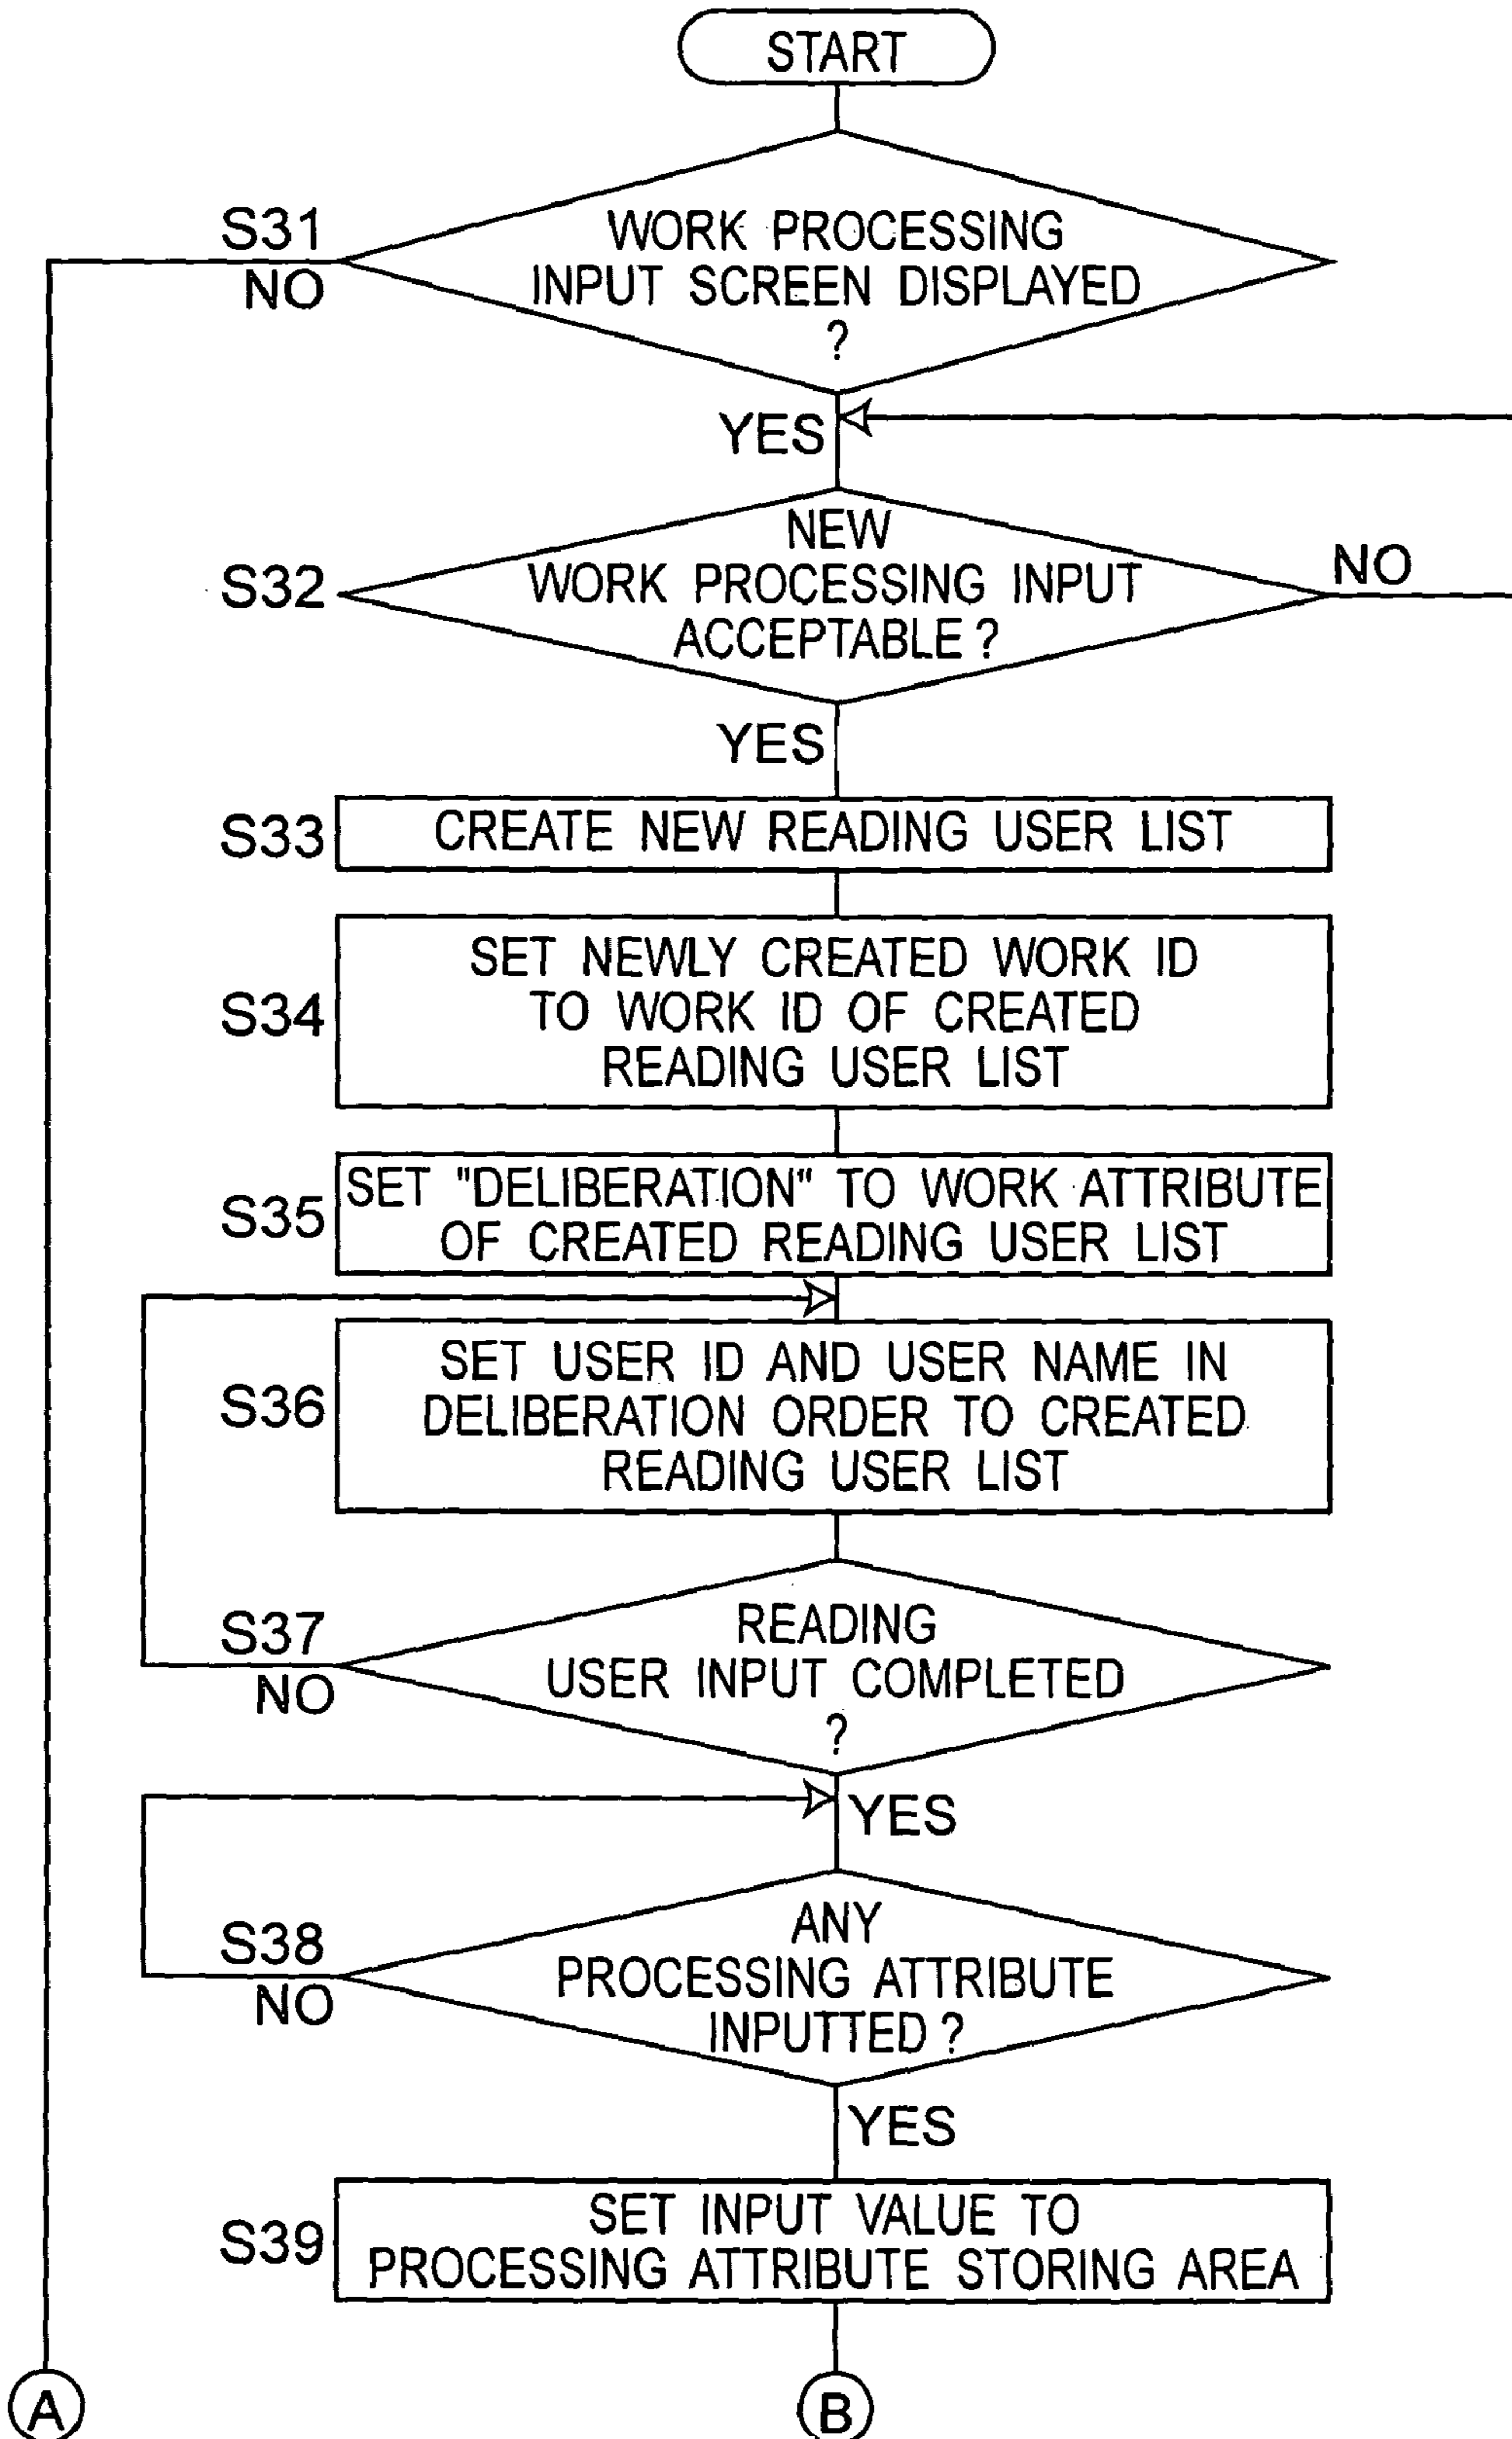 START
S31
NO
WORK PROCESSING
INPUT SCREEN DISPLAYED
?
YES
S32
NEW
WORK PROCESSING INPUT
ACCEPTABLE ?
NO
YES
S33
CREATE NEW READING USER LIST
S34
SET NEWLY CREATED WORK ID
TO WORK ID OF CREATED
READING USER LIST
S35
SET "DELIBERATION" TO WORK ATTRIBUTE
OF CREATED READING USER LIST
S36
SET USER ID AND USER NAME IN
DELIBERATION ORDER TO CREATED
READING USER LIST
S37
NO
READING
USER INPUT COMPLETED
?
YES
S38
NO
ANY
PROCESSING ATTRIBUTE
INPUTTED ?
YES
S39
SET INPUT VALUE TO
PROCESSING ATTRIBUTE STORING AREA
A
B